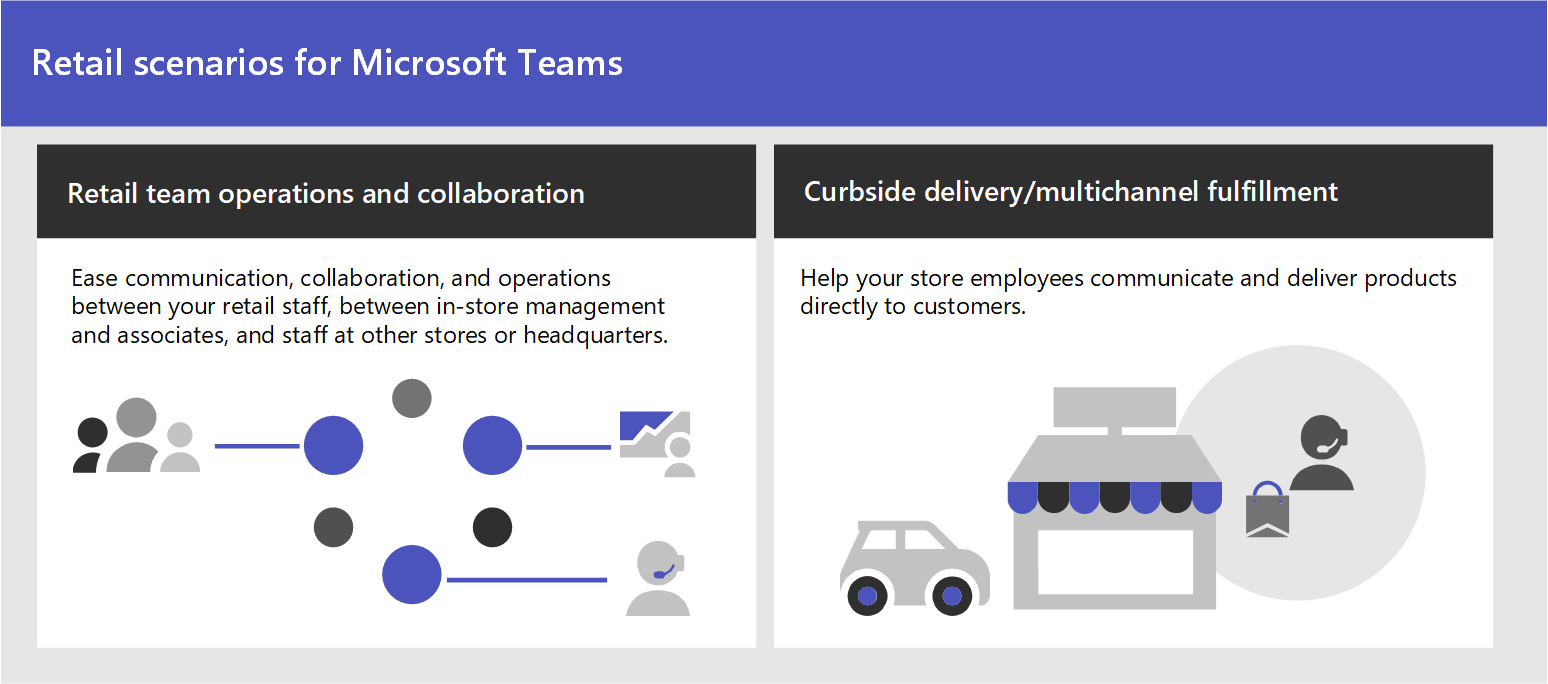 Retail scenarios for Microsoft Teams
Retail team operations and collaboration
Ease communication, collaboration, and operations
between your retail staff, between in-store management
and associates, and staff at other stores or headquarters.
Curbside delivery/multichannel fulfillment
Help your store employees communicate and deliver products
directly to customers.